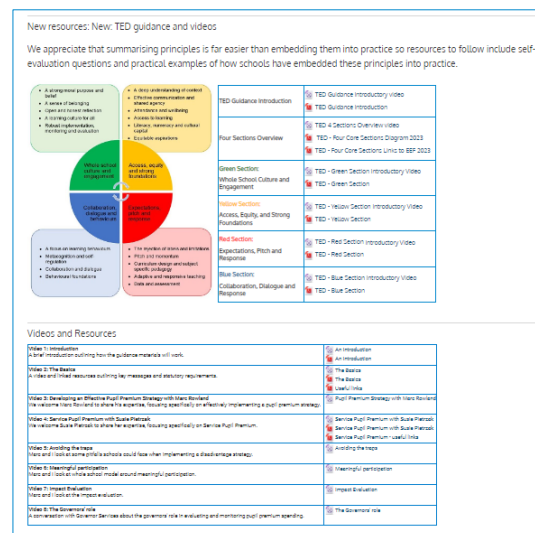 New resources: New: TED guidance and videos
We appreciate that summarising principles is far easier than embedding them into practice so resources to follow include self-
evaluation questions and practical examples of how schools have embedded these principles into practice.
• A strong moral purpose and
belief
• A sense of belonging
• Open and honest reflection
• A learning culture for all
• Robust implementation,
monitoring and evaluation
• A deep understanding of context
• Effective communication and
shared agency
• Attendance and wellbeing
• Access to learning
• Literacy, numeracy and cultural
capital
• Equitable aspirations
Whole school
culture and
engagement
Access, equity
and strong
foundations
Collaboration,
dialogue and
behaviours
Expectations,
pitch and
response
• A focus on learning behaviours
• Metacognition and self-
regulation
• Collaboration and dialogue
• Behavioural foundations
• The rejection of labels and limitations
• Pitch and momentum
• Curriculum design and subject
specific pedagogy
• Adaptive and responsive teaching
• Data and assessment
TED Guidance Introduction
TED Guidance Introductory video
TED Guidance Introduction
Four Sections Overview
TED 4 Sections Overview video
TED - Four Core Sections Diagram 2023
TED - Four Core Sections Links to EEF 2023
Green Section:
Whole School Culture and
Engagement
TED - Green Section Introductory Video
TED - Green Section
Yellow Section:
Access, Equity, and Strong
Foundations
TED - Yellow Section Introductory Video
TED - Yellow Section
Red Section:
Expectations, Pitch and
Response
TED - Red Section Introductory Video
TED - Red Section
Blue Section:
Collaboration, Dialogue and
Response
TED - Blue Section Introductory Video
TED - Blue Section
Videos and Resources
Video 1: Introduction
A brief introduction outlining how the guidance materials will work.
An Introduction
An Introduction
Video 2: The Basics
A video and linked resources outlining key messages and statutory requirements.
The Basics
The Basics
Useful links
Video 3: Developing an Effective Pupil Premium Strategy with Marc Rowland
We welcome Marc Rowland to share his expertise, focusing specifically on effectively implementing a pupil premium strategy.
Pupil Premium Strategy with Marc Rowland
Video 4: Service Pupil Premium with Susie Pietrzak
We welcome Susie Pietrzak to share her expertise, focusing specifically on Service Pupil Premium.
Service Pupil Premium with Susie Pietrzak
Service Pupil Premium with Susie Pietrzak
Service Pupil Premium - useful links
Video 5: Avoiding the traps
Marc and I look at some pitfalls schools could face when implementing a disadvantage strategy.
Avoiding the traps
Video 6: Meaningful participation
Marc and I look at whole school model around meaningful participation.
Meaningful participation
Video 7: Impact Evaluation
Marc and I look at the impact evaluation.
Impact Evaluation
Video 8: The Governors' role
A conversation with Governor Services about the governors' role in evaluating and monitoring pupil premium spending.
The Governors' role